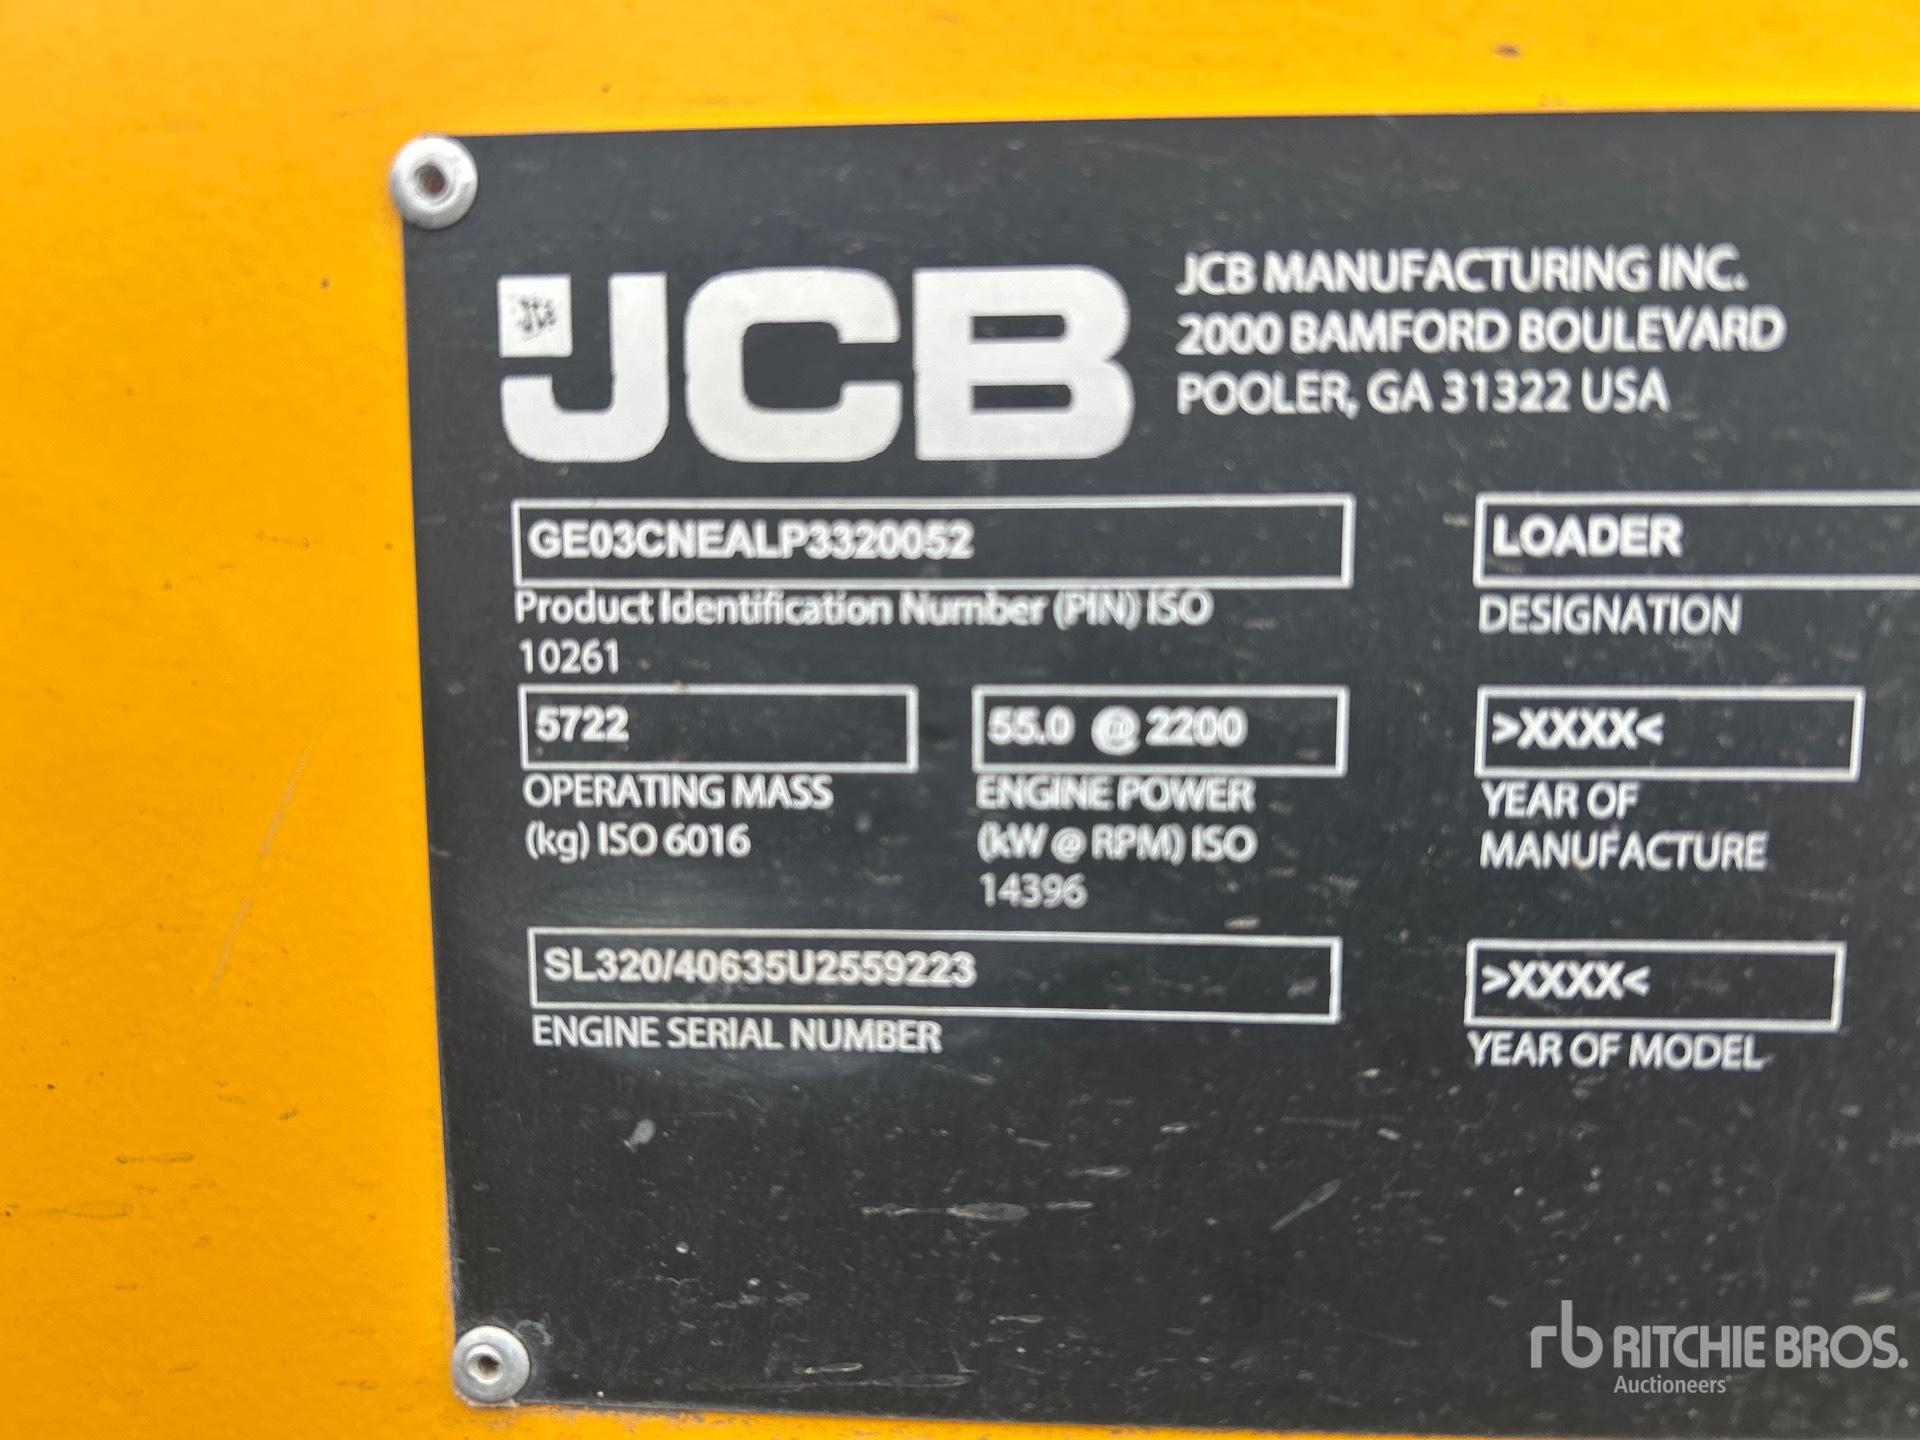 JCB
JCB MANUFACTURING INC.
2000 BAMFORD BOULEVARD
POOLER, GA 31322 USA
GE03CNEALP3320052
Product Identification Number (PIN) ISO
10261
LOADER
DESIGNATION
5722
OPERATING MASS
(kg) ISO 6016
55.0 @ 2200
ENGINE POWER
(kW @ RPM) ISO
14396
>XXXX<
YEAR OF
MANUFACTURE
SL320/40635U2559223
ENGINE SERIAL NUMBER
>XXXX<
YEAR OF MODEL
rb RITCHIE BROS.
Auctioneers